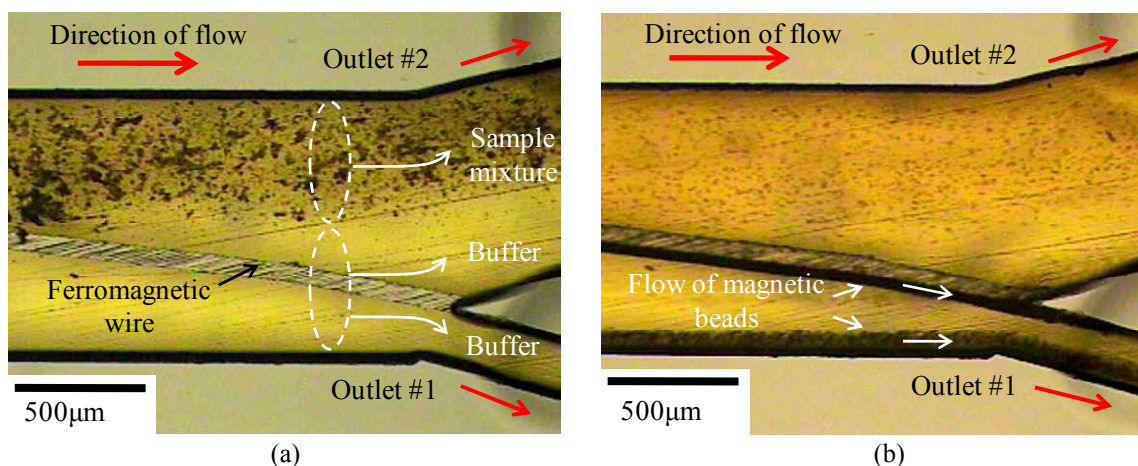 Direction of flow
Outlet #2
Sample
mixture
Buffer
Ferromagnetic
wire
Buffer
Outlet #1
500μm
(a)
Direction of flow
Outlet #2
Flow of magnetic
beads
Outlet #1
500μm
(b)